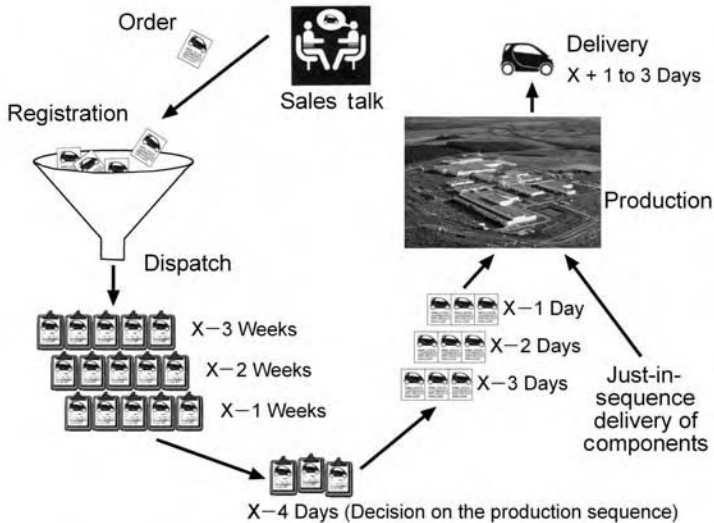 Order
Sales talk
Registration
Dispatch
X−3 Weeks
X−2 Weeks
X−1 Weeks
X−4 Days (Decision on the production sequence)
X−3 Days
X−2 Days
X−1 Day
Just-in-
sequence
delivery of
components
Production
Delivery
X + 1 to 3 Days